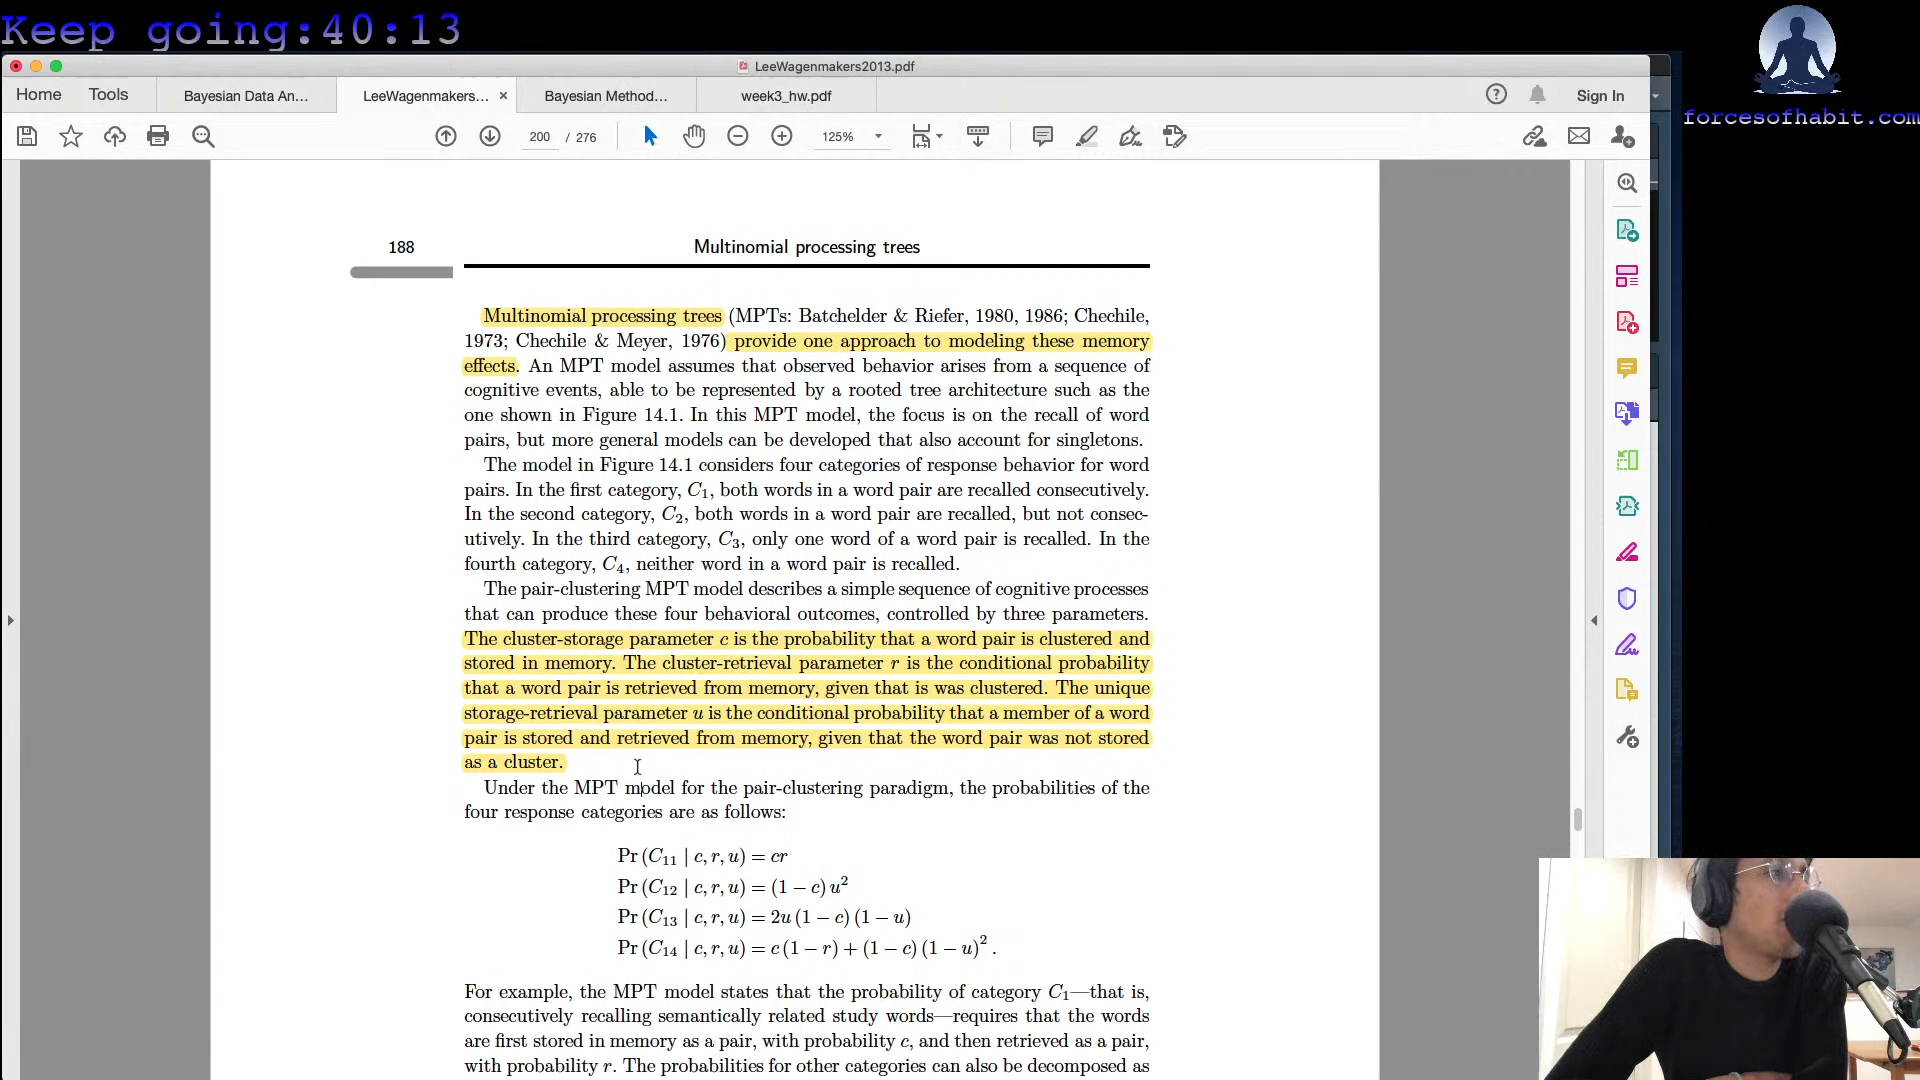 Keep going:40:13
forcesofhabit.com
LeeWagenmakers2013.pdf
Home Tools Bayesian Data An... LeeWagenmakers... × Bayesian Method... week3_hw.pdf Sign In
200 / 276 125%
188 Multinomial processing trees
Multinomial processing trees (MPTs: Batchelder & Riefer, 1980, 1986; Chechile,
1973; Chechile & Meyer, 1976) provide one approach to modeling these memory
effects. An MPT model assumes that observed behavior arises from a sequence of
cognitive events, able to be represented by a rooted tree architecture such as the
one shown in Figure 14.1. In this MPT model, the focus is on the recall of word
pairs, but more general models can be developed that also account for singletons.
The model in Figure 14.1 considers four categories of response behavior for word
pairs. In the first category, C₁, both words in a word pair are recalled consecutively.
In the second category, C₂, both words in a word pair are recalled, but not consec-
utively. In the third category, C₃, only one word of a word pair is recalled. In the
fourth category, C₄, neither word in a word pair is recalled.
The pair-clustering MPT model describes a simple sequence of cognitive processes
that can produce these four behavioral outcomes, controlled by three parameters.
The cluster-storage parameter c is the probability that a word pair is clustered and
stored in memory. The cluster-retrieval parameter r is the conditional probability
that a word pair is retrieved from memory, given that is was clustered. The unique
storage-retrieval parameter u is the conditional probability that a member of a word
pair is stored and retrieved from memory, given that the word pair was not stored
as a cluster.
Under the MPT model for the pair-clustering paradigm, the probabilities of the
four response categories are as follows:
Pr (C₁₁ | c, r, u) = cr
Pr (C₁₂ | c, r, u) = (1 − c) u²
Pr (C₁₃ | c, r, u) = 2u (1 − c) (1 − u)
Pr (C₁₄ | c, r, u) = c (1 − r) + (1 − c) (1 − u)² .
For example, the MPT model states that the probability of category C₁—that is,
consecutively recalling semantically related study words—requires that the words
are first stored in memory as a pair, with probability c, and then retrieved as a pair,
with probability r. The probabilities for other categories can also be decomposed as